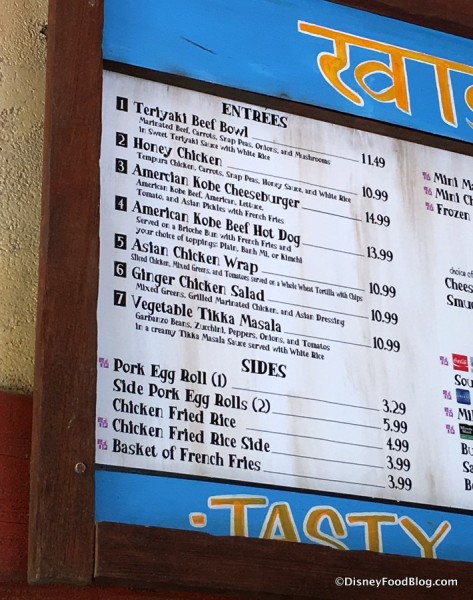 ENTRÉES
1 Teriyaki Beef Bowl 11.49
Marinated Beef, Carrots, Snap Peas, Onions, and Mushrooms
in Sweet Teriyaki Sauce with White Rice
2 Honey Chicken 10.99
Tempura Chicken, Carrots, Snap Peas, Honey Sauce, and White Rice
3 Amercian Kobe Cheeseburger 14.99
American Kobe Beef, American, Lettuce,
Tomato, and Asian Pickles with French Fries
4 American Kobe Beef Hot Dog 13.99
Served on a Brioche Bun with French Fries and
your choice of toppings: Plain, Banh Mi, or Kimchi
5 Asian Chicken Wrap 10.99
Sliced Chicken, Mixed Greens, and Tomatoes served on a Whole Wheat Tortilla with Chips
6 Ginger Chicken Salad 10.99
Mixed Greens, Grilled Marinated Chicken, and Asian Dressing
7 Vegetable Tikka Masala 10.99
Garbanzo Beans, Zucchini, Peppers, Onions, and Tomatoes
in a creamy Tikka Masala Sauce served with White Rice
SIDES
Pork Egg Roll (1) 3.29
Side Pork Egg Rolls (2) 5.99
Chicken Fried Rice 4.99
Chicken Fried Rice Side 3.99
Basket of French Fries 3.99
Mini
Mini
Frozen
choice of
TASTY
©DisneyFoodBlog.com